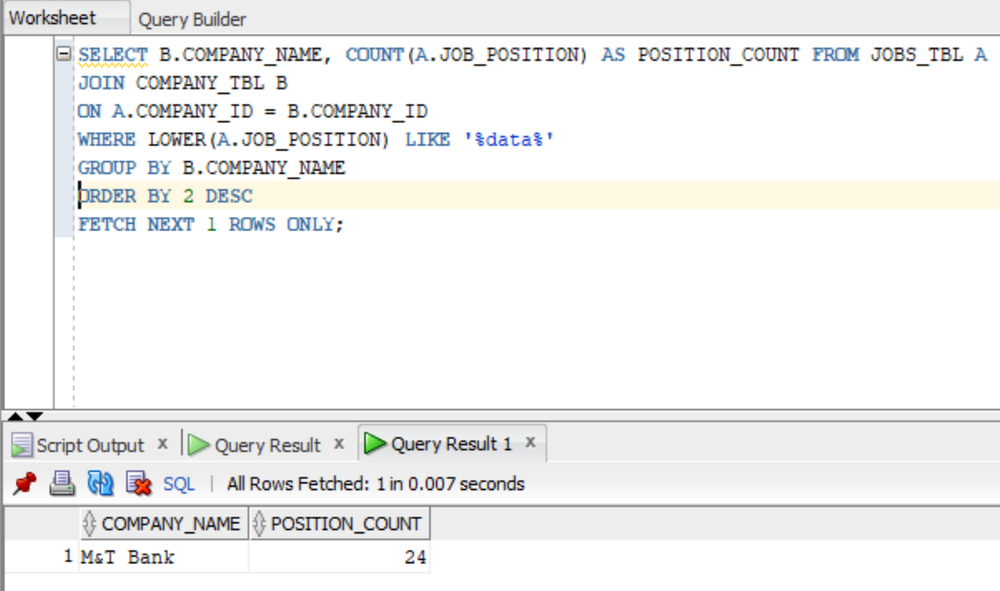 Worksheet Query Builder
SELECT B.COMPANY_NAME, COUNT(A.JOB_POSITION) AS POSITION_COUNT FROM JOBS_TBL A
JOIN COMPANY_TBL B
ON A.COMPANY_ID = B.COMPANY_ID
WHERE LOWER(A.JOB_POSITION) LIKE '%data%'
GROUP BY B.COMPANY_NAME
ORDER BY 2 DESC
FETCH NEXT 1 ROWS ONLY;
Script Output x Query Result x Query Result 1 x
SQL | All Rows Fetched: 1 in 0.007 seconds
COMPANY_NAME POSITION_COUNT
1 M&T Bank 24